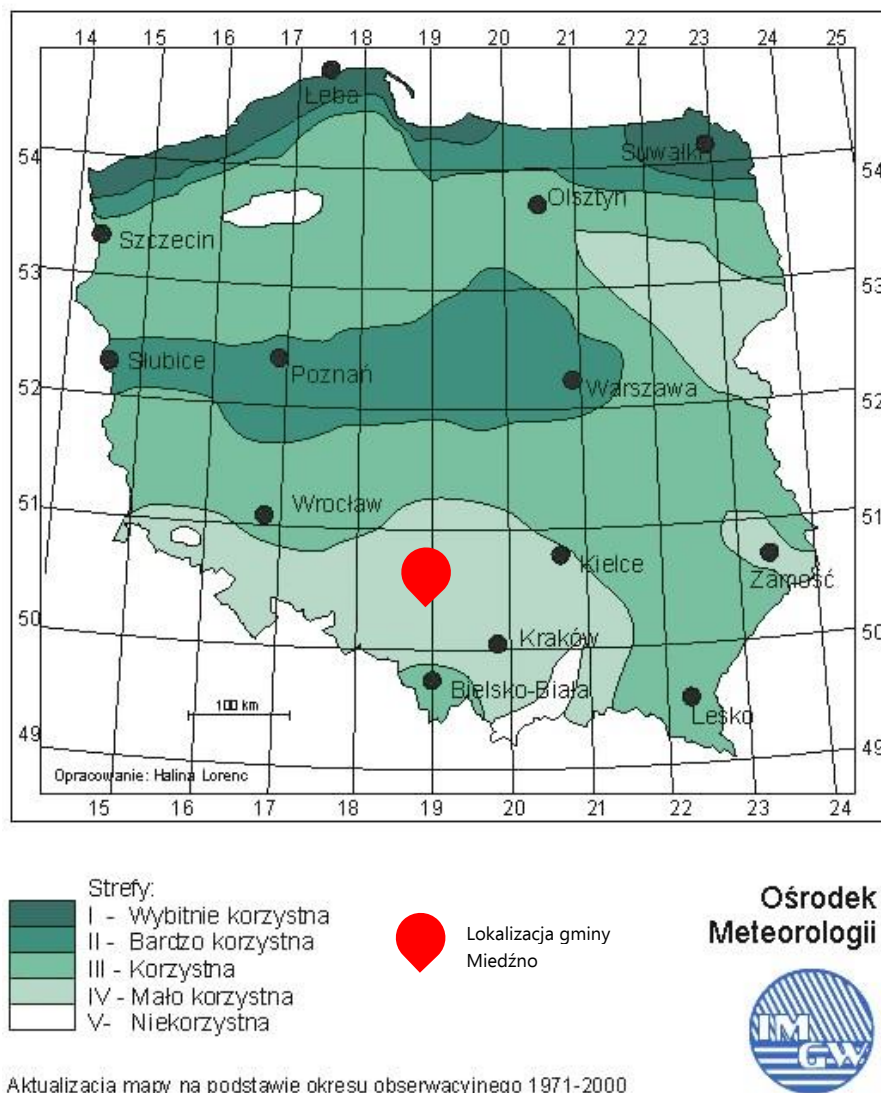 14 15 16 17 18 19 20 21 22 23 24 25
Łeba
54 Suwałki 54
Olsztyn
Szczecin
53 53
Słubice Poznań Warszawa
52 52
51 Wrocław 51
Kielce Zamość
50 Kraków 50
Bielsko-Biała
100 km Lesko
49 49
Opracowanie: Halina Lorenc
15 16 17 18 19 20 21 22 23 24
Strefy:
I - Wybitnie korzystna
II - Bardzo korzystna
III - Korzystna
IV - Mało korzystna
V- Niekorzystna
Lokalizacja gminy
Miedźno
Ośrodek
Meteorologii
IM
GW
Aktualizacja mapy na podstawie okresu obserwacyjnego 1971-2000